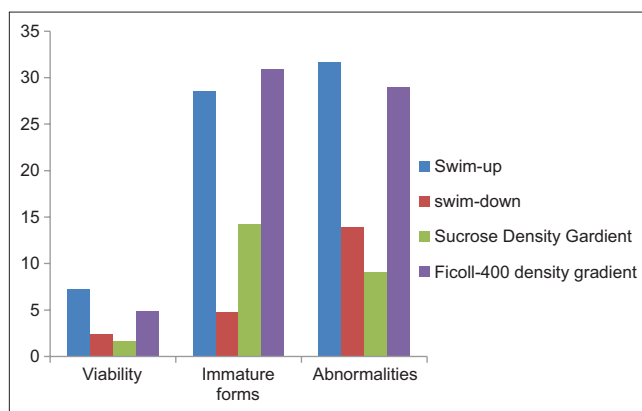 35
30
25
20
15
10
5
0
Viability
Immature
forms
Abnormalities
Swim-up
swim-down
Sucrose Density Gardient
Ficoll-400 density gradient